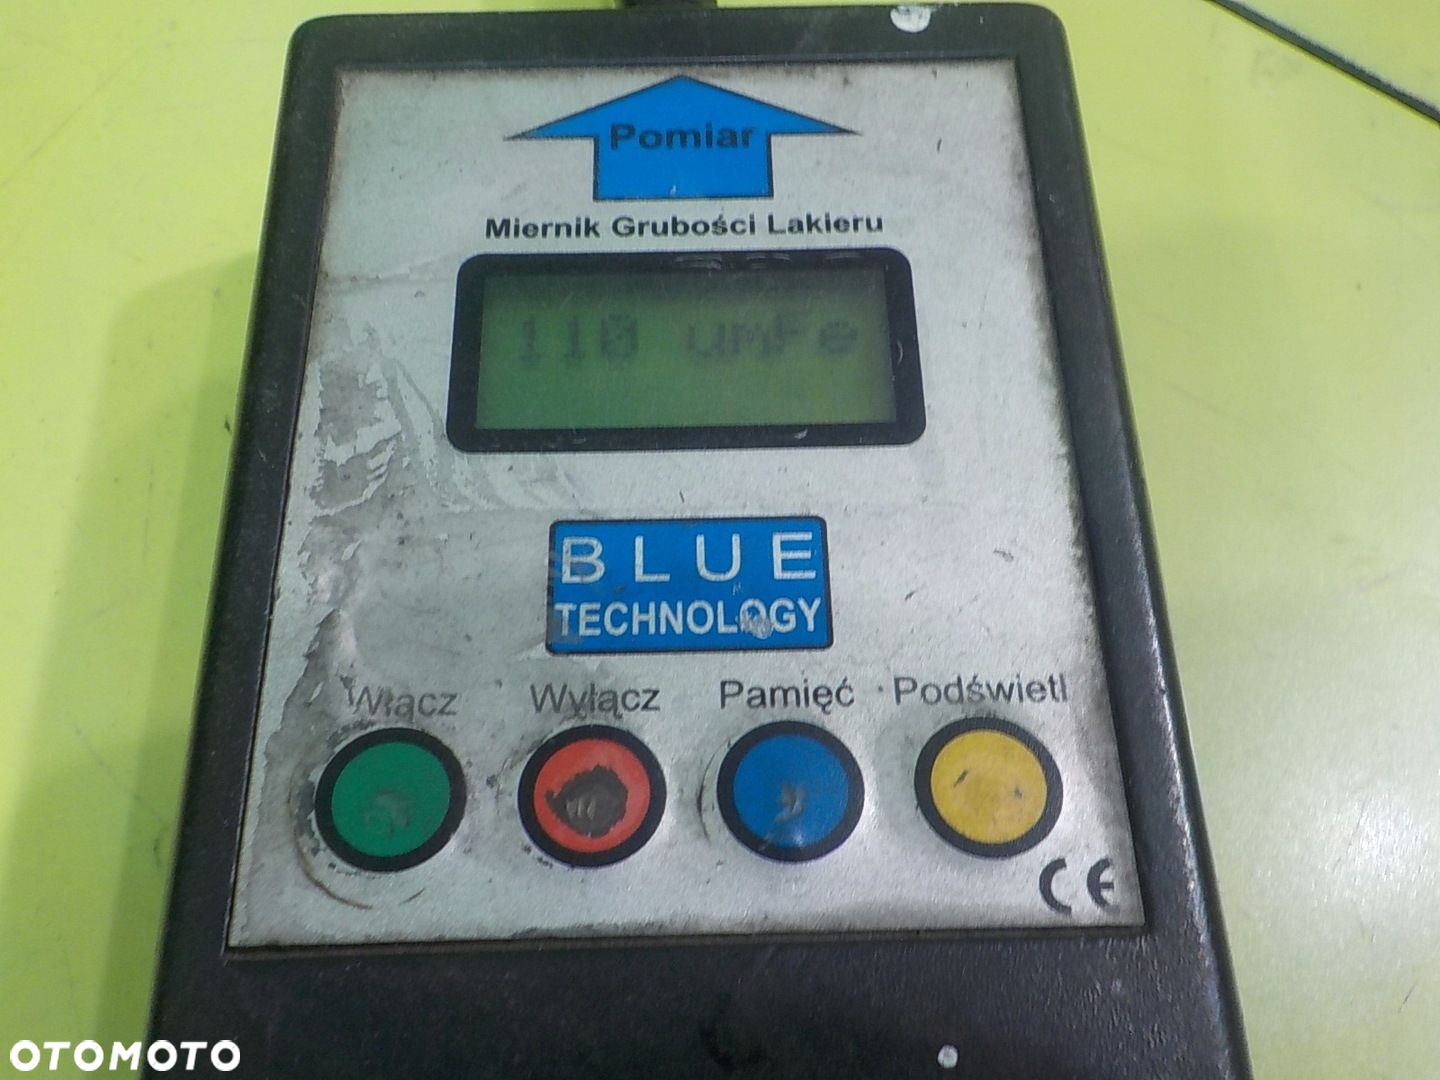 Pomiar
Miernik Grubości Lakieru
110 umFe
BLUE
TECHNOLOGY
Włącz Wyłącz Pamięć Podświetl
CE
OTOMOTO